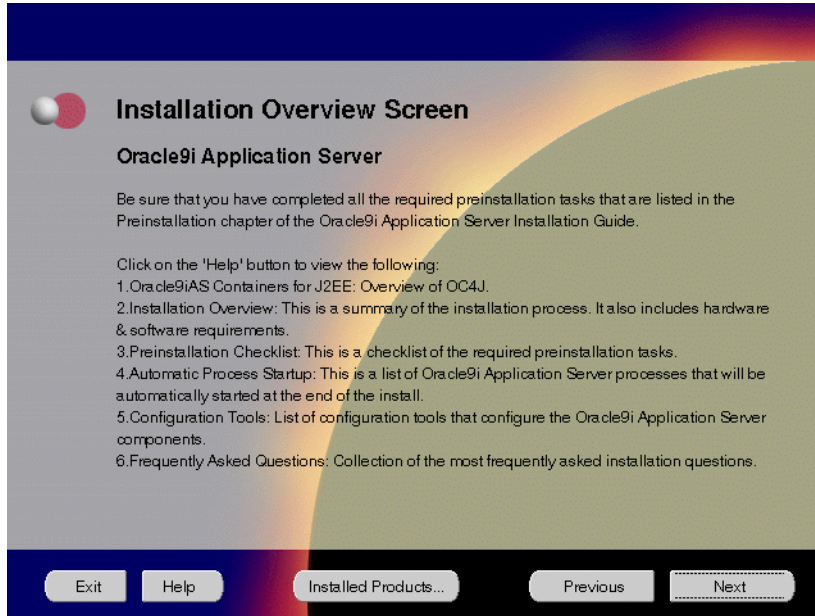 Installation Overview Screen
Oracle9i Application Server
Be sure that you have completed all the required preinstallation tasks that are listed in the
Preinstallation chapter of the Oracle9i Application Server Installation Guide.
Click on the 'Help' button to view the following:
1.Oracle9iAS Containers for J2EE: Overview of OC4J.
2.Installation Overview: This is a summary of the installation process. It also includes hardware
& software requirements.
3.Preinstallation Checklist: This is a checklist of the required preinstallation tasks.
4.Automatic Process Startup: This is a list of Oracle9i Application Server processes that will be
automatically started at the end of the install.
5.Configuration Tools: List of configuration tools that configure the Oracle9i Application Server
components.
6.Frequently Asked Questions: Collection of the most frequently asked installation questions.
Exit Help Installed Products... Previous Next